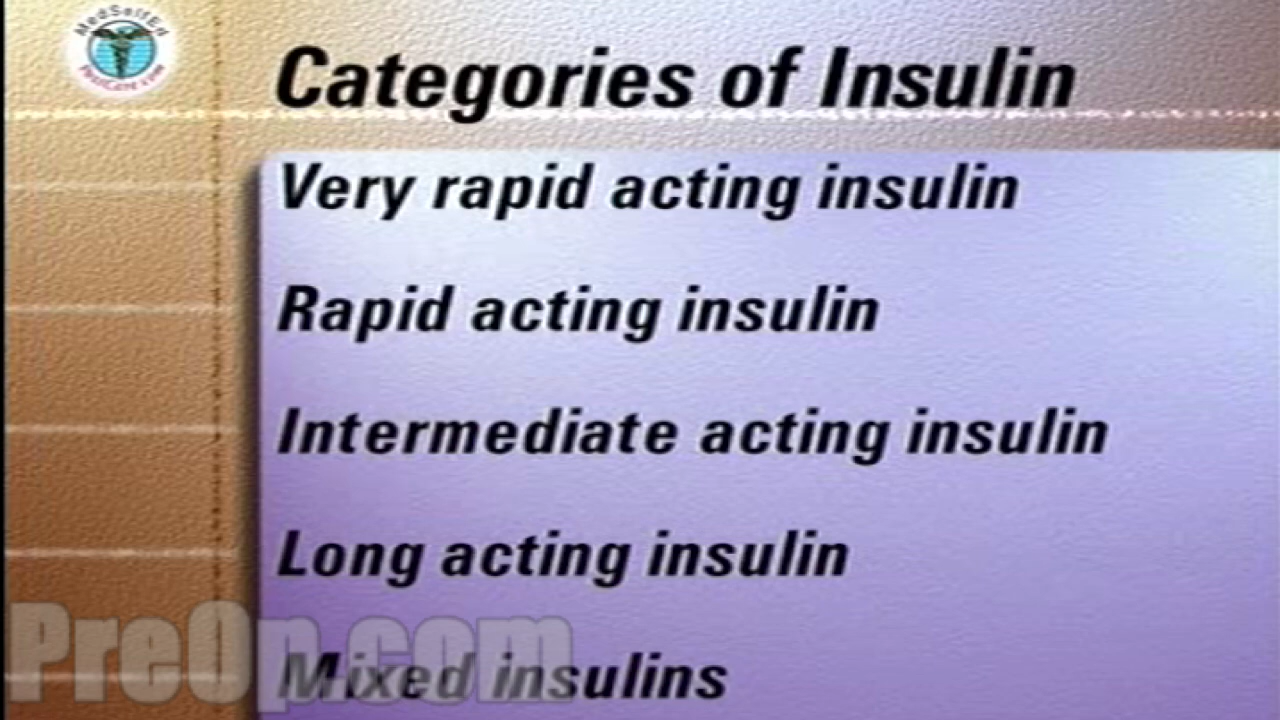 MedSelfEd
Categories of Insulin
Very rapid acting insulin
Rapid acting insulin
Intermediate acting insulin
Long acting insulin
PreOp.com
Mixed insulins